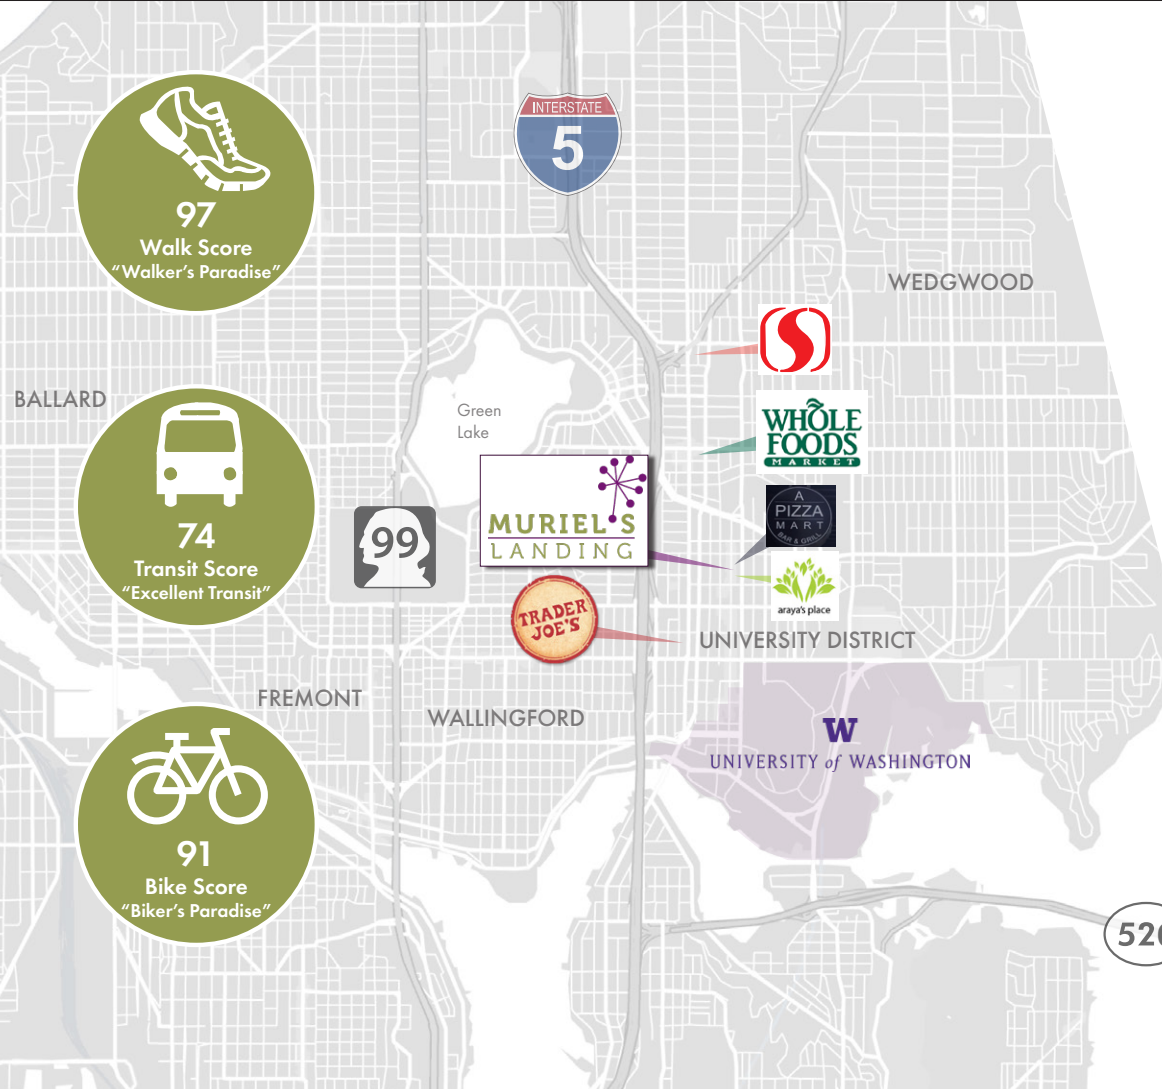 INTERSTATE
5
97
Walk Score
“Walker’s Paradise”
WEDGWOOD
BALLARD
Green
Lake
WHOLE
FOODS
MARKET
74
Transit Score
“Excellent Transit”
99
MURIEL'S
LANDING
A
PIZZA
MART
BAR & GRILL
araya's place
TRADER
JOE'S
UNIVERSITY DISTRICT
FREMONT
WALLINGFORD
W
UNIVERSITY of WASHINGTON
91
Bike Score
“Biker’s Paradise”